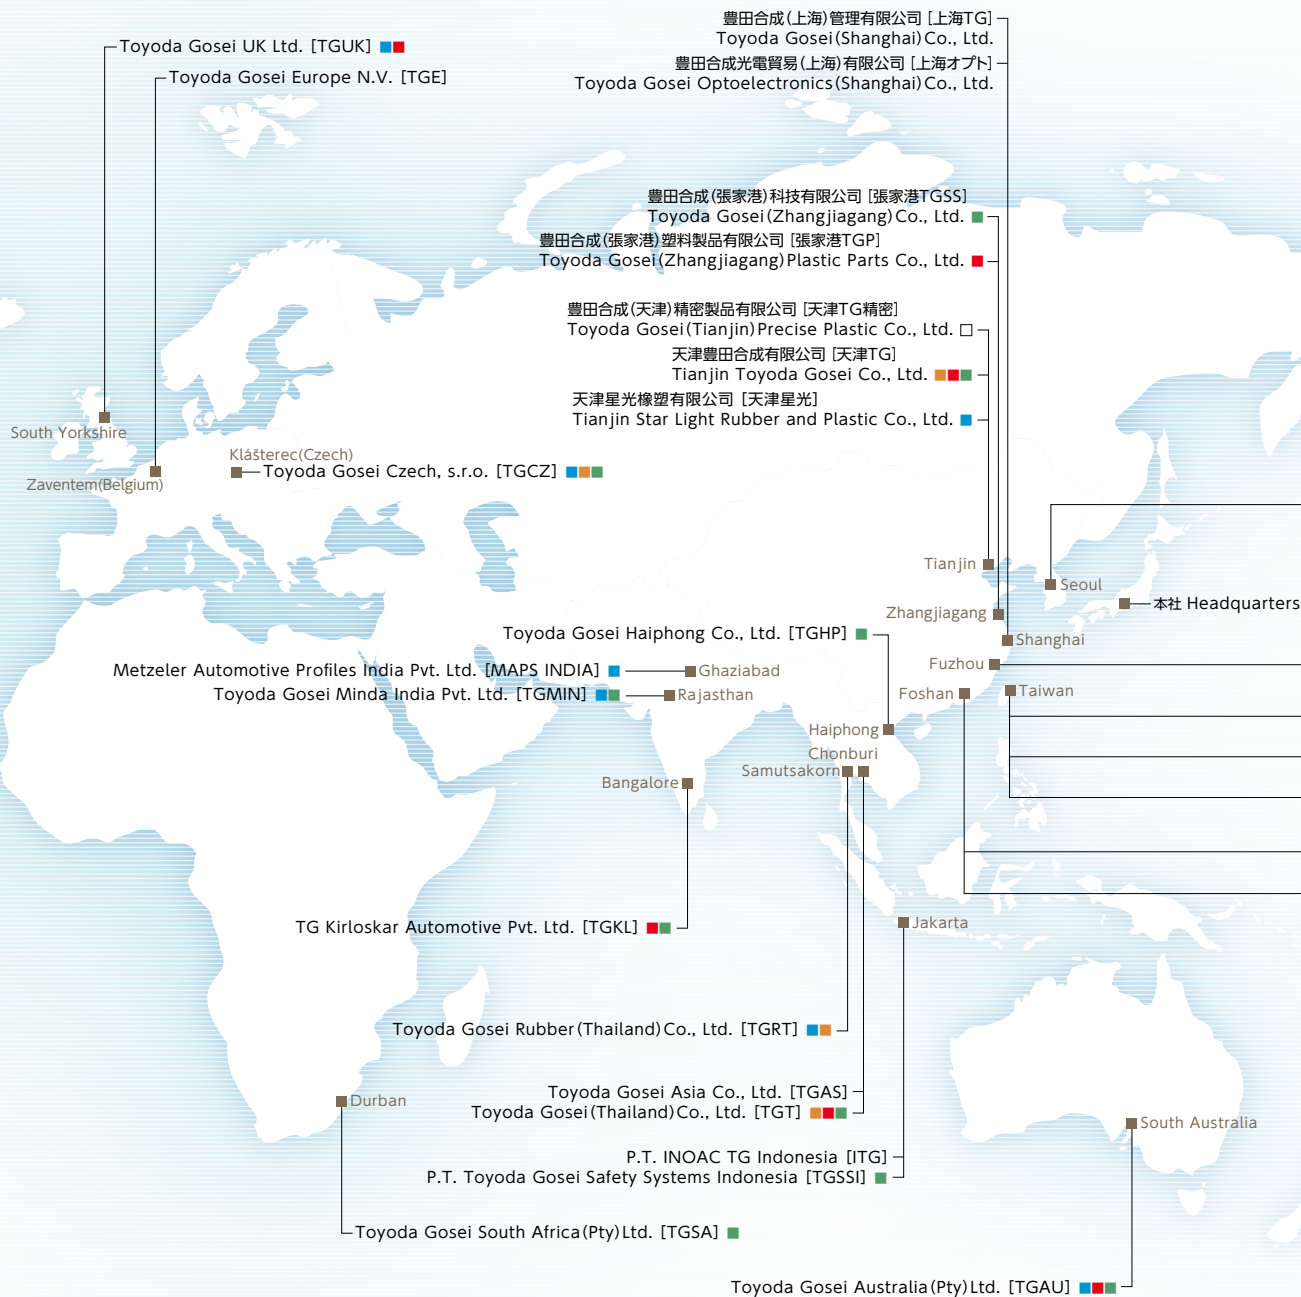 豊田合成(上海)管理有限公司 [上海TG]
Toyoda Gosei (Shanghai) Co., Ltd.
豊田合成光電貿易(上海)有限公司 [上海オプト]
Toyoda Gosei Optoelectronics (Shanghai) Co., Ltd.
Toyoda Gosei UK Ltd. [TGUK]
Toyoda Gosei Europe N.V. [TGE]
豊田合成(張家港)科技有限公司 [張家港TGSS]
Toyoda Gosei (Zhangjiagang) Co., Ltd.
豊田合成(張家港)塑料製品有限公司 [張家港TGP]
Toyoda Gosei (Zhangjiagang) Plastic Parts Co., Ltd.
豊田合成(天津)精密製品有限公司 [天津TG精密]
Toyoda Gosei (Tianjin) Precise Plastic Co., Ltd.
天津豊田合成有限公司 [天津TG]
Tianjin Toyoda Gosei Co., Ltd.
天津星光橡塑有限公司 [天津星光]
Tianjin Star Light Rubber and Plastic Co., Ltd.
South Yorkshire
Klášterec(Czech)
Toyoda Gosei Czech, s.r.o. [TGCZ]
Zaventem(Belgium)
Tianjin
Seoul
本社 Headquarters
Zhangjiagang
Shanghai
Toyoda Gosei Haiphong Co., Ltd. [TGHP]
Fuzhou
Metzeler Automotive Profiles India Pvt. Ltd. [MAPS INDIA]
Ghaziabad
Toyoda Gosei Minda India Pvt. Ltd. [TGMIN]
Rajasthan
Foshan
Taiwan
Haiphong
Chonburi
Samutsakorn
Bangalore
TG Kirloskar Automotive Pvt. Ltd. [TGKL]
Jakarta
Toyoda Gosei Rubber (Thailand) Co., Ltd. [TGRT]
Toyoda Gosei Asia Co., Ltd. [TGAS]
Toyoda Gosei (Thailand) Co., Ltd. [TGT]
Durban
South Australia
P.T. INOAC TG Indonesia [ITG]
P.T. Toyoda Gosei Safety Systems Indonesia [TGSSI]
Toyoda Gosei South Africa (Pty) Ltd. [TGSA]
Toyoda Gosei Australia (Pty) Ltd. [TGAU]